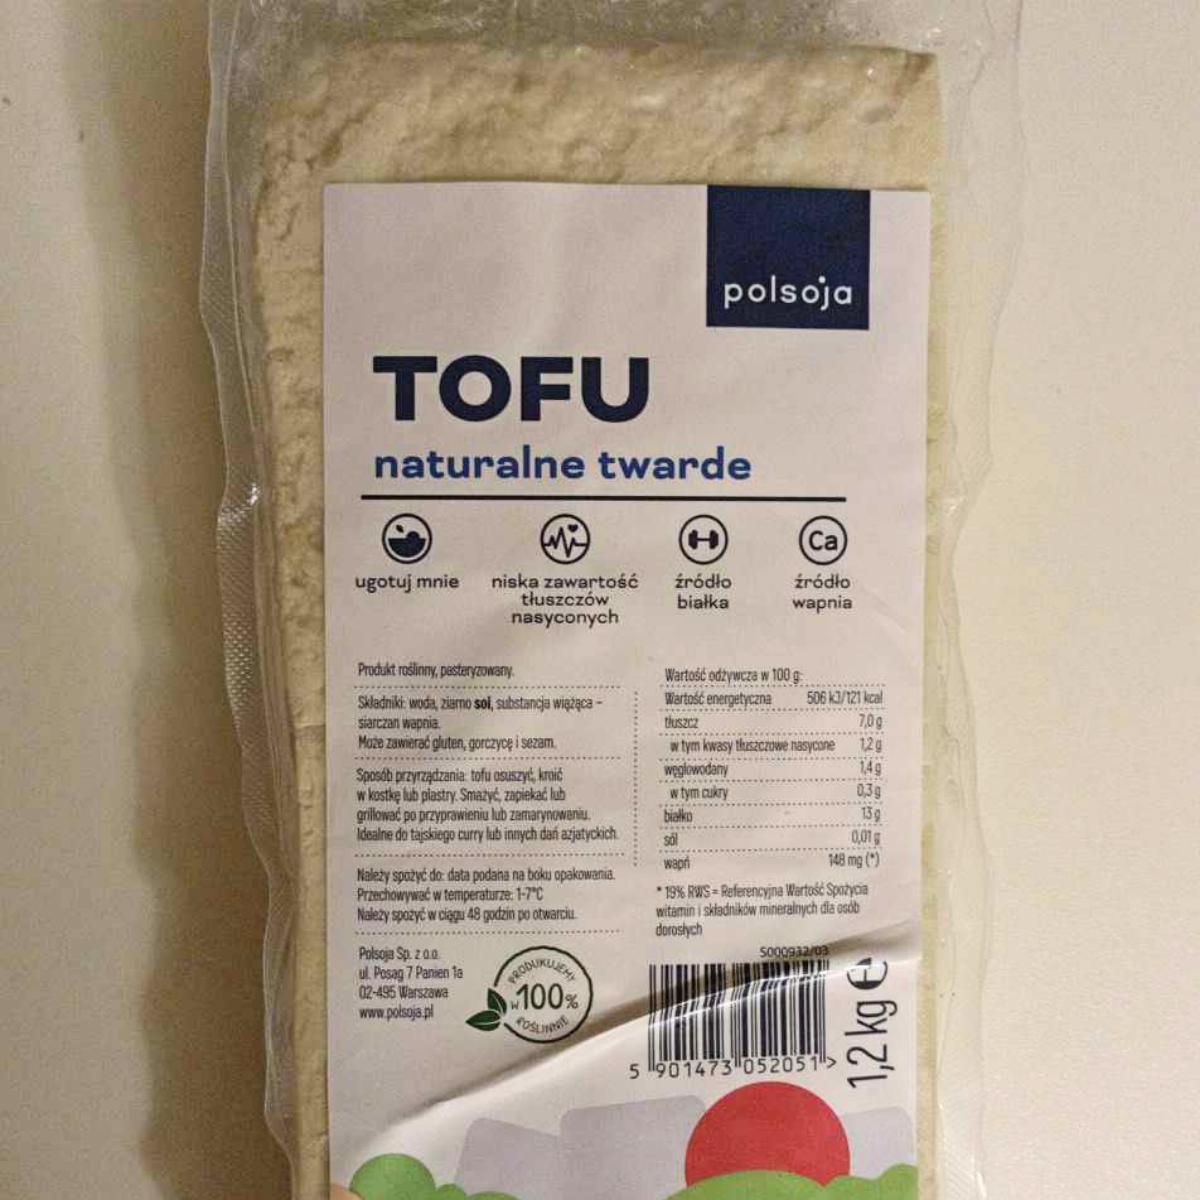 polsoja
TOFU
naturalne twarde
Ca
ugotuj mnie
niska zawartość
tłuszczów
nasyconych
źródło
białka
źródło
wapnia
Produkt roślinny, pasteryzowany.
Składniki: woda, ziarno soi, substancja wiążąca –
siarczan wapnia.
Może zawierać gluten, gorczycę i sezam.
Sposób przyrządzania: tofu osuszyć, kroić
w kostkę lub plastry. Smażyć, zapiekać lub
grillować po przyprawieniu lub zamarynowaniu.
Idealne do tajskiego curry lub innych dań azjatyckich.
Należy spożyć do: data podana na boku opakowania.
Przechowywać w temperaturze: 1-7°C
Należy spożyć w ciągu 48 godzin po otwarciu.
Polsoja Sp. z o.o.
ul. Posag 7 Panien 1a
02-495 Warszawa
www.polsoja.pl
PRODUKUJEMY
w 100%
ROŚLINNIE
Wartość odżywcza w 100 g:
Wartość energetyczna 506 kJ/121 kcal
tłuszcz 7,0 g
w tym kwasy tłuszczowe nasycone 1,2 g
węglowodany 1,4 g
w tym cukry 0,3 g
białko 13 g
sól 0,01 g
wapń 148 mg (*)
* 19% RWS = Referencyjna Wartość Spożycia
witamin i składników mineralnych dla osób
dorosłych
S000932/03
5 901473 052051 >
1,2 kg e